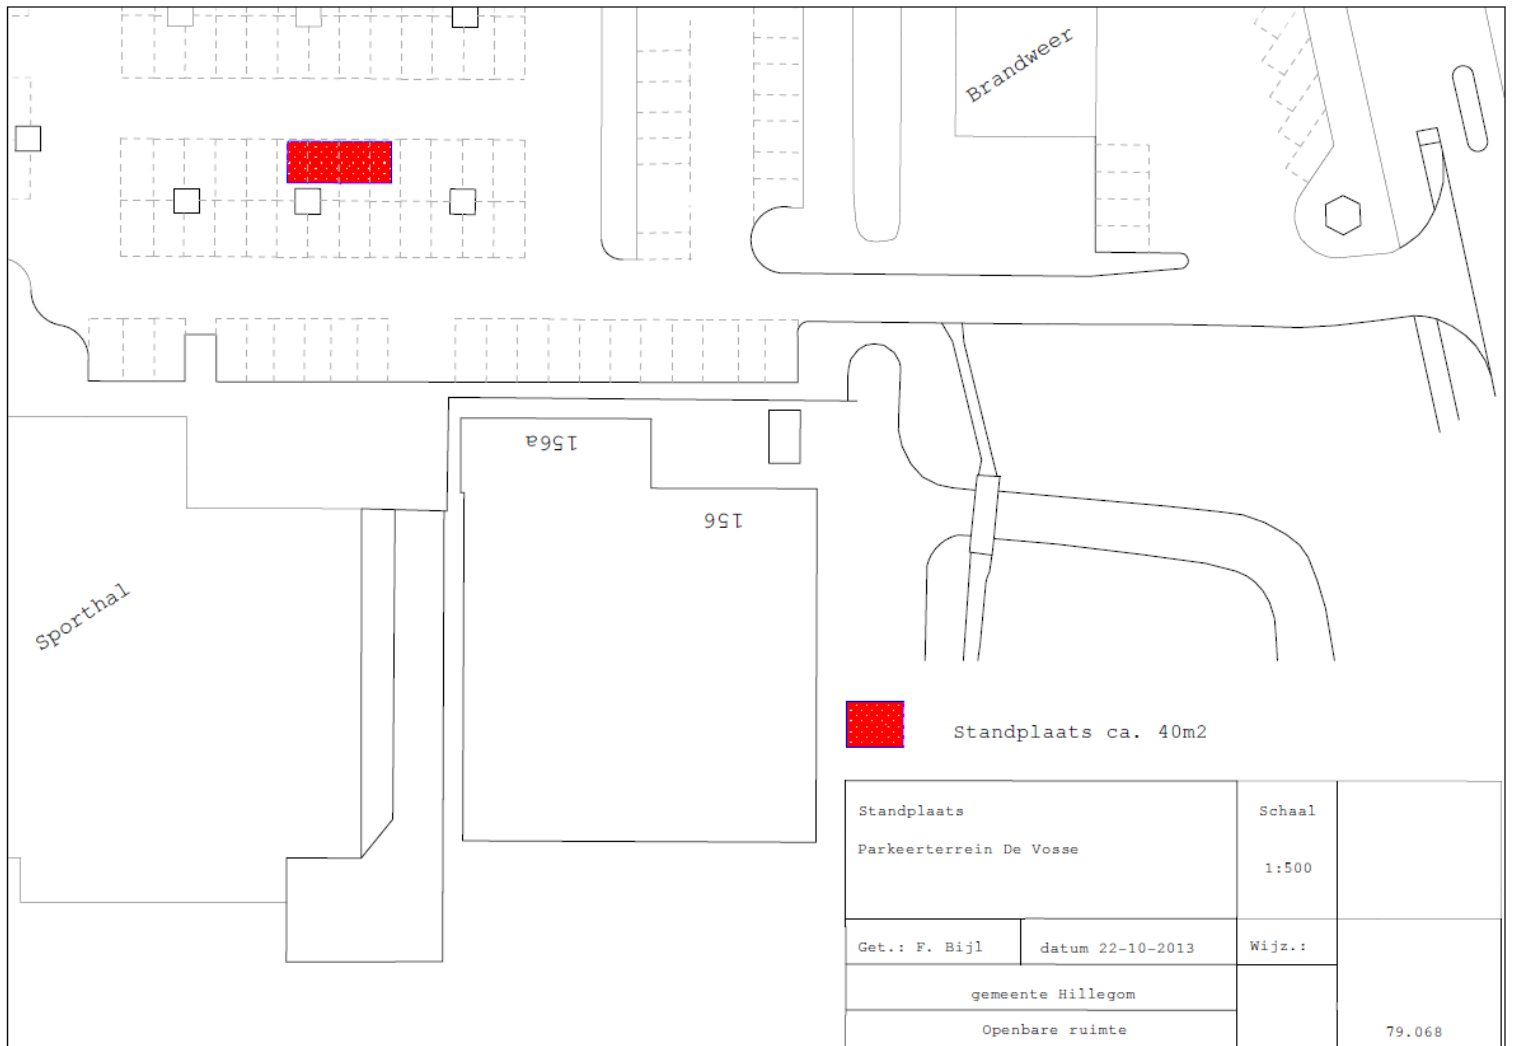 Brandweer
156a
156
Sporthal
Standplaats ca. 40m2
Standplaats
Parkeerterrein De Vosse
Schaal
1:500
Get.: F. Bijl
datum 22-10-2013
Wijz.:
gemeente Hillegom
Openbare ruimte
79.068